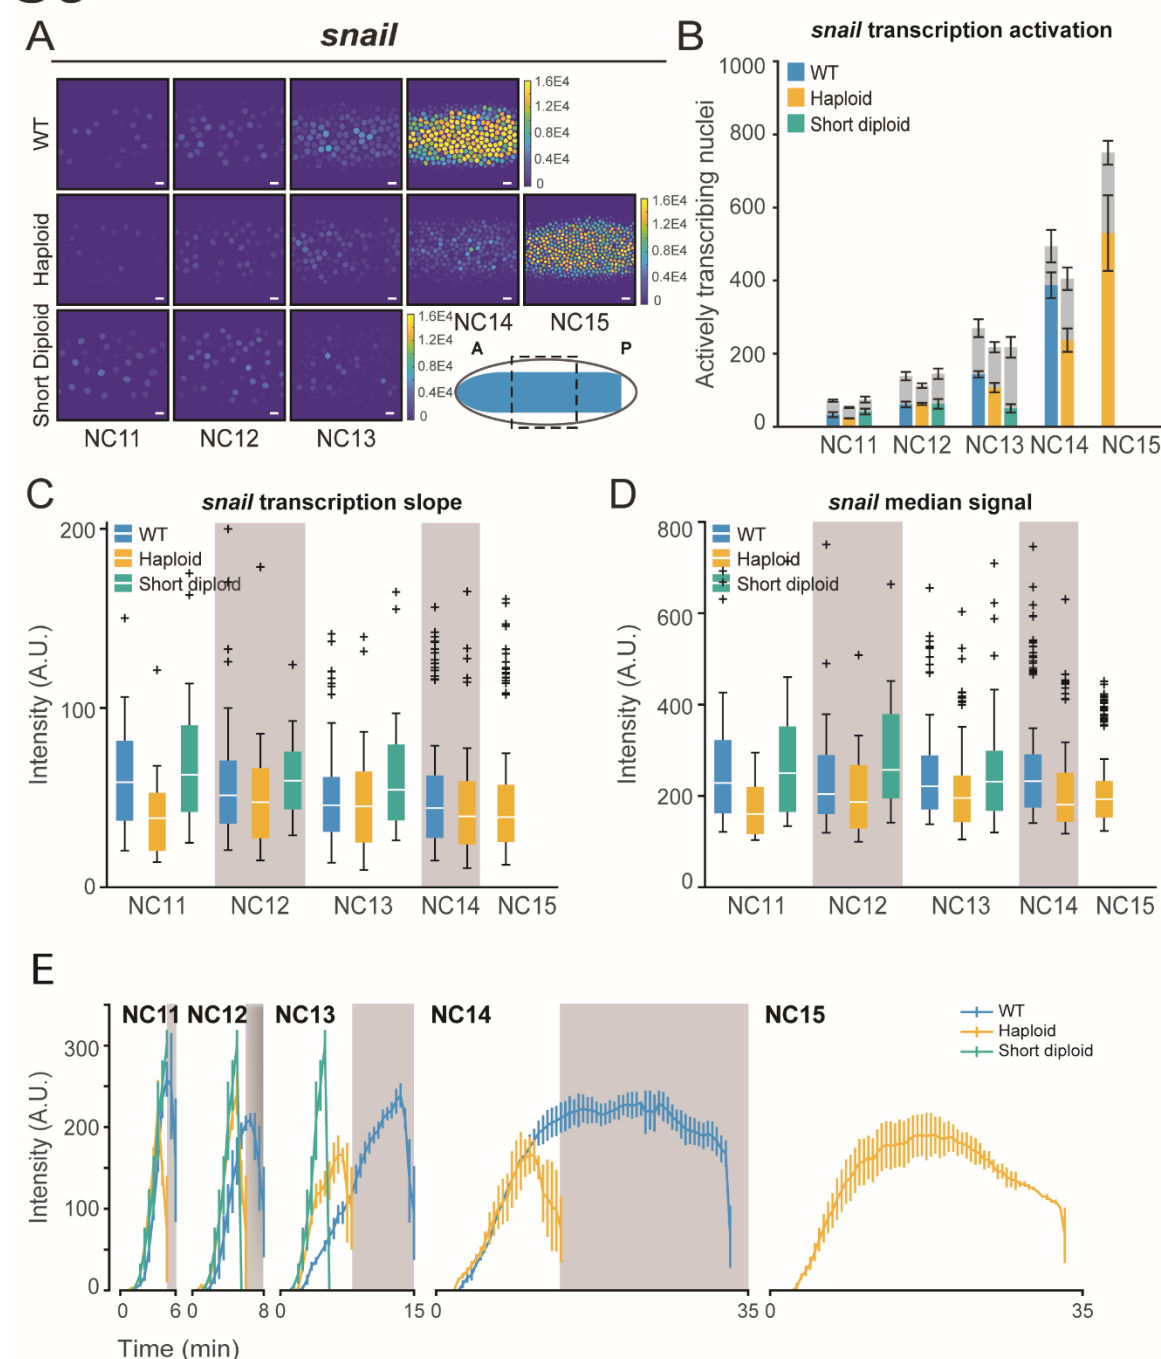 A
snail
WT
1.6E4
1.2E4
0.8E4
0.4E4
0
Haploid
1.6E4
1.2E4
0.8E4
0.4E4
0
Short Diploid
1.6E4
1.2E4
0.8E4
0.4E4
0
NC14
NC15
A
P
NC11
NC12
NC13
B
snail transcription activation
WT
Haploid
Short diploid
Actively transcribing nuclei
1000
800
600
400
200
0
NC11
NC12
NC13
NC14
NC15
C
snail transcription slope
WT
Haploid
Short diploid
Intensity (A.U.)
200
100
0
NC11
NC12
NC13
NC14
NC15
D
snail median signal
WT
Haploid
Short diploid
Intensity (A.U.)
800
600
400
200
0
NC11
NC12
NC13
NC14
NC15
E
NC11
NC12
NC13
NC14
NC15
WT
Haploid
Short diploid
Intensity (A.U.)
300
200
100
0
0 6 0 8 0 15 0 35 0 35
Time (min)